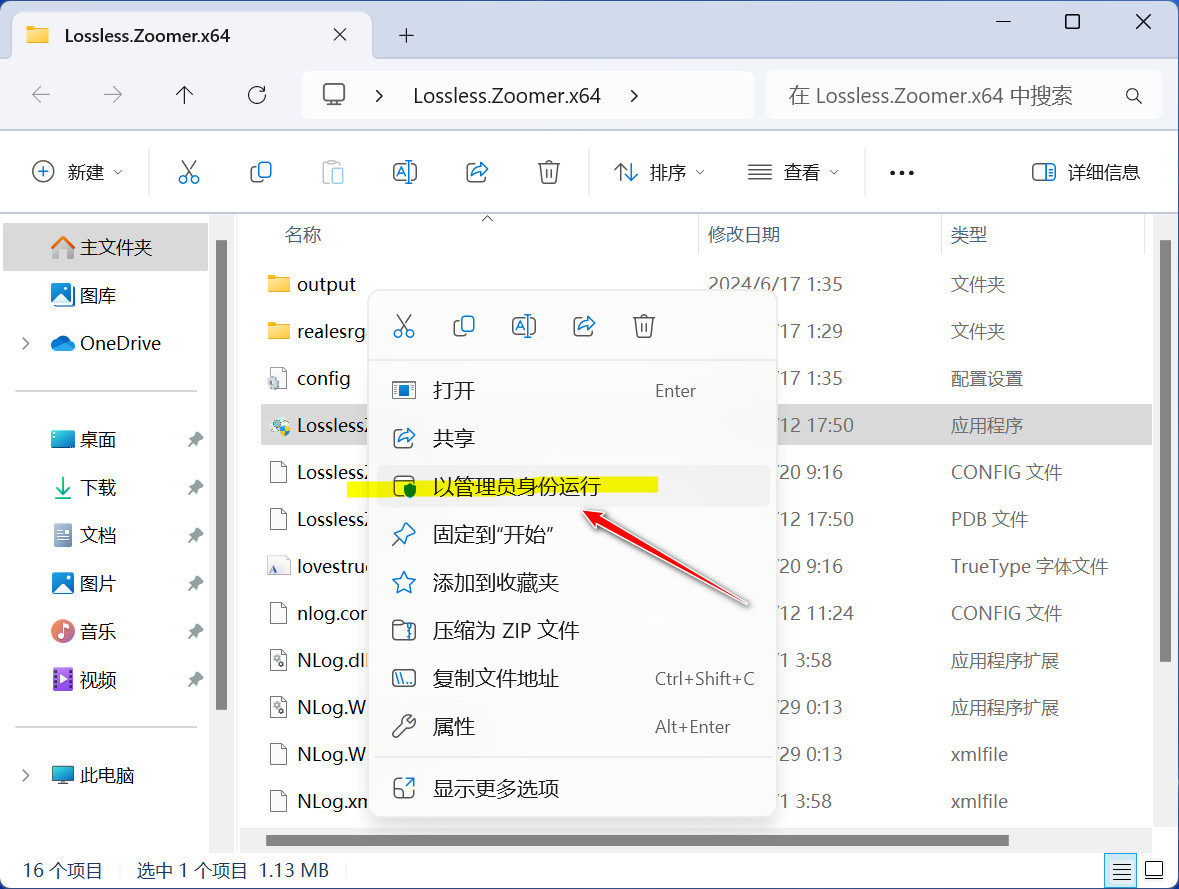 Lossless.Zoomer.x64
Lossless.Zoomer.x64
在 Lossless.Zoomer.x64 中搜索
新建
排序
查看
详细信息
主文件夹
图库
OneDrive
桌面
下载
文档
图片
音乐
视频
此电脑
名称 修改日期 类型
output 2024/6/17 1:35 文件夹
realesrg /17 1:29 文件夹
config /17 1:35 配置设置
Lossless 12 17:50 应用程序
Lossless 20 9:16 CONFIG 文件
Lossless 12 17:50 PDB 文件
lovestru 20 9:16 TrueType 字体文件
nlog.cor 12 11:24 CONFIG 文件
NLog.dll /1 3:58 应用程序扩展
NLog.W 29 0:13 应用程序扩展
NLog.W 29 0:13 xmlfile
NLog.xm /1 3:58 xmlfile
打开 Enter
共享
以管理员身份运行
固定到“开始”
添加到收藏夹
压缩为 ZIP 文件
复制文件地址 Ctrl+Shift+C
属性 Alt+Enter
显示更多选项
16 个项目 选中 1 个项目 1.13 MB